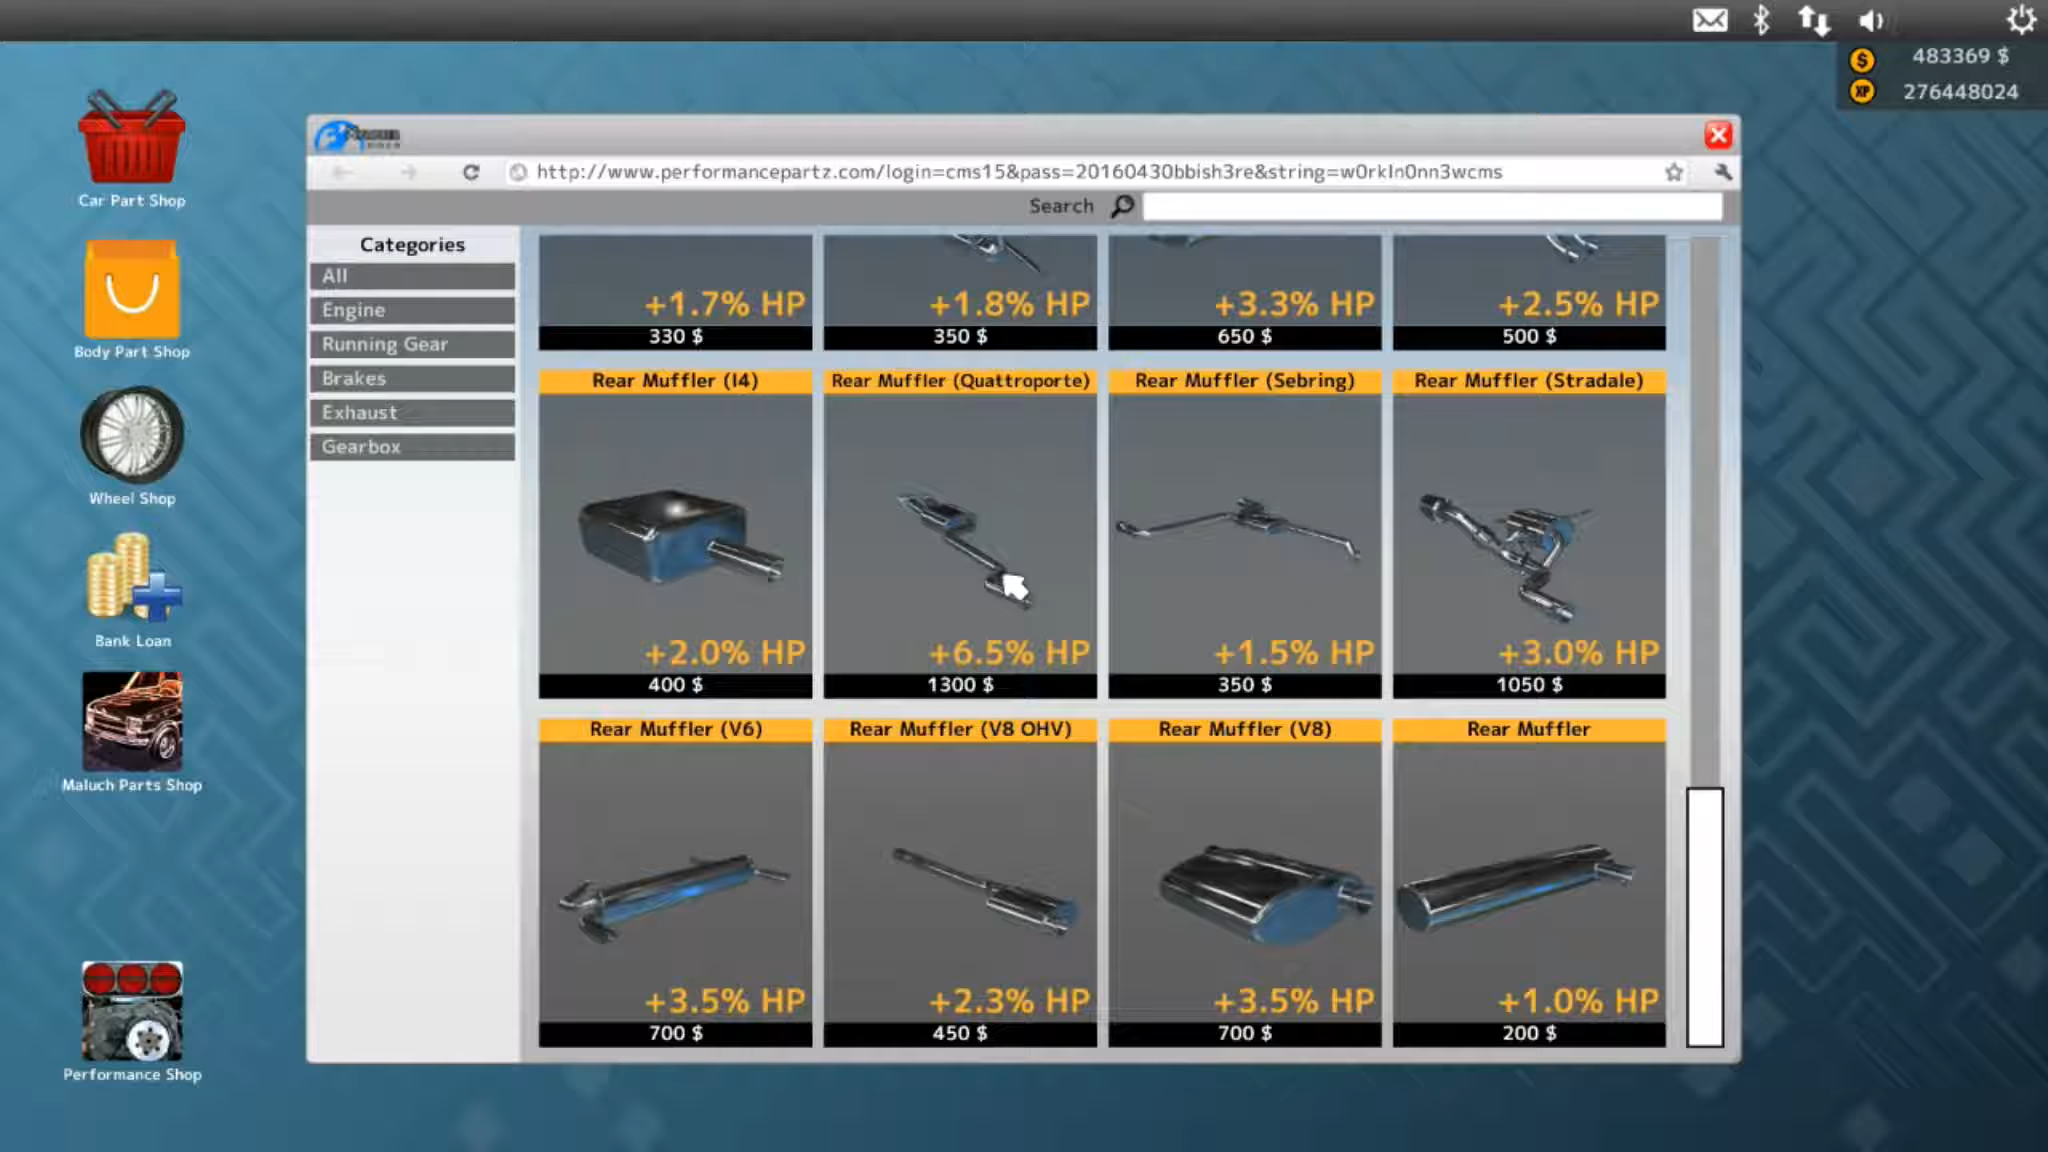 483369 $
276448024
http://www.performancepartz.com/login=cms15&pass=20160430bbish3re&string=w0rkIn0nn3wcms
Search
Car Part Shop
Body Part Shop
Wheel Shop
Bank Loan
Maluch Parts Shop
Performance Shop
Categories
All
Engine
Running Gear
Brakes
Exhaust
Gearbox
+1.7% HP
330 $
+1.8% HP
350 $
+3.3% HP
650 $
+2.5% HP
500 $
Rear Muffler (I4)
+2.0% HP
400 $
Rear Muffler (Quattroporte)
+6.5% HP
1300 $
Rear Muffler (Sebring)
+1.5% HP
350 $
Rear Muffler (Stradale)
+3.0% HP
1050 $
Rear Muffler (V6)
+3.5% HP
700 $
Rear Muffler (V8 OHV)
+2.3% HP
450 $
Rear Muffler (V8)
+3.5% HP
700 $
Rear Muffler
+1.0% HP
200 $